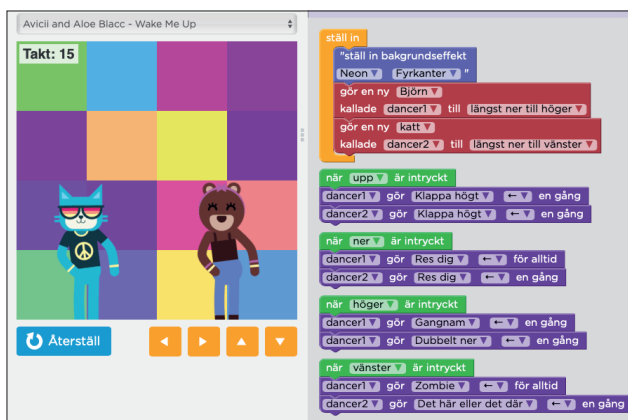 Avicii and Aloe Blacc - Wake Me Up
Takt: 15
Återställ
ställ in
"ställ in bakgrundseffekt
Neon Fyrkanter "
gör en ny Björn
kallade dancer1 till längst ner till höger
gör en ny katt
kallade dancer2 till längst ner till vänster
när upp är intryckt
dancer1 gör Klappa högt ← en gång
dancer2 gör Klappa högt ← en gång
när ner är intryckt
dancer1 gör Res dig ← för alltid
dancer2 gör Res dig ← en gång
när höger är intryckt
dancer1 gör Gangnam ← en gång
dancer1 gör Dubbelt ner ← en gång
när vänster är intryckt
dancer1 gör Zombie ← för alltid
dancer2 gör Det här eller det där ← en gång